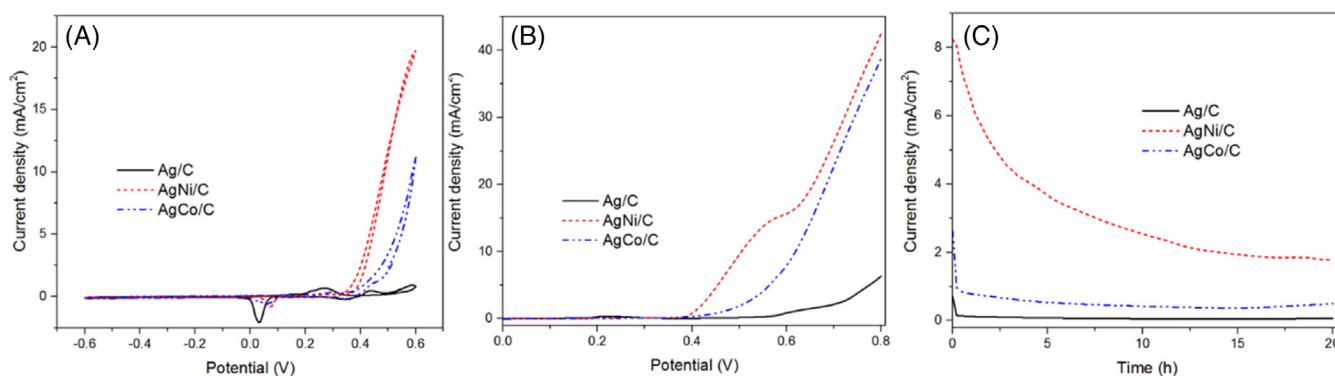 (A)
Current density (mA/cm²)
20
15
10
5
0
-0.6
-0.4
-0.2
0.0
0.2
0.4
0.6
Potential (V)
Ag/C
AgNi/C
AgCo/C
(B)
Current density (mA/cm²)
40
30
20
10
0
0.0
0.2
0.4
0.6
0.8
Potential (V)
Ag/C
AgNi/C
AgCo/C
(C)
Current density (mA/cm²)
8
6
4
2
0
0
5
10
15
20
Time (h)
Ag/C
AgNi/C
AgCo/C